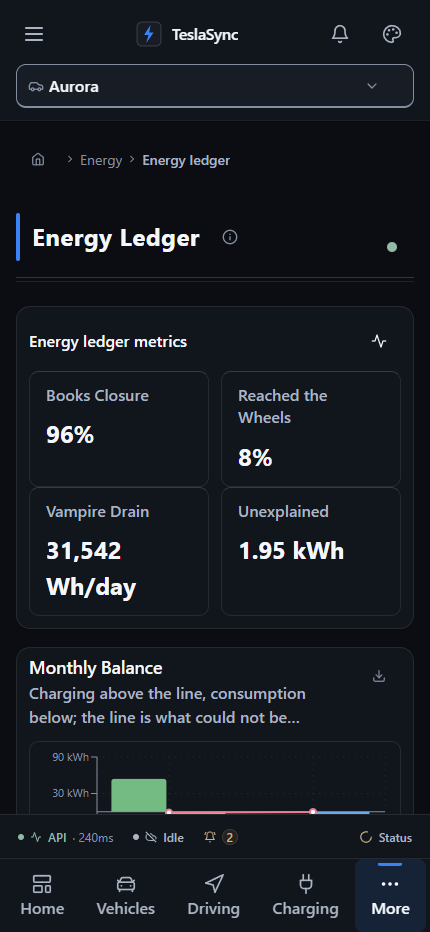 TeslaSync
Aurora
Energy
Energy ledger
Energy Ledger
Energy ledger metrics
Books Closure
96%
Reached the
Wheels
8%
Vampire Drain
31,542
Wh/day
Unexplained
1.95 kWh
Monthly Balance
Charging above the line, consumption
below; the line is what could not be...
90 kWh
30 kWh
API · 240ms
Idle
2
Status
Home
Vehicles
Driving
Charging
More